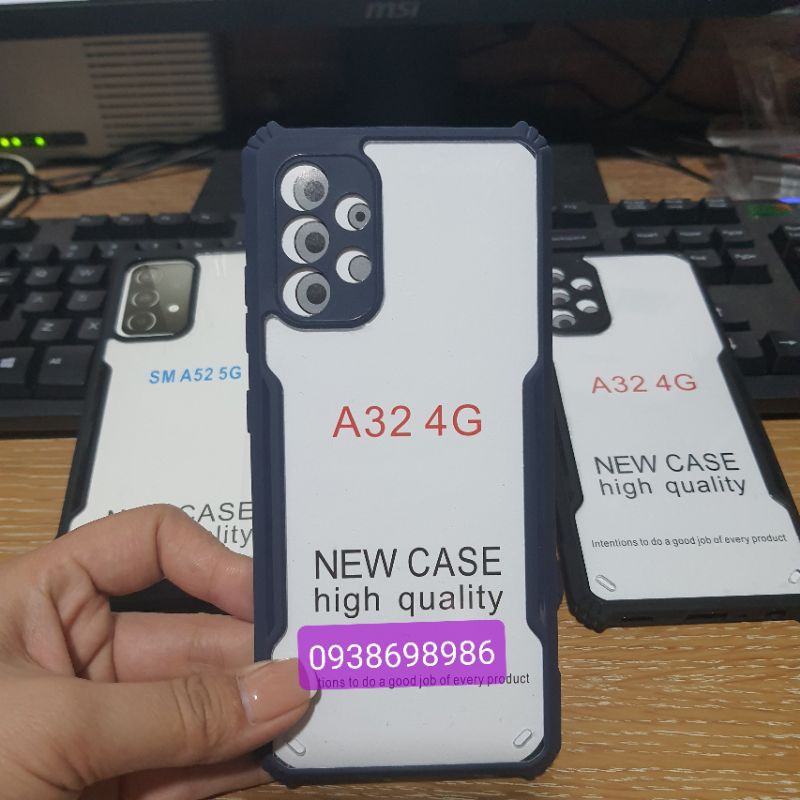 msi
SM A52 5G
CASE
A32 4G
NEW CASE
high quality
0938698986
tions to do a good job of every product
A32 4G
NEW CASE
high quality
Intentions to do a good job of every product